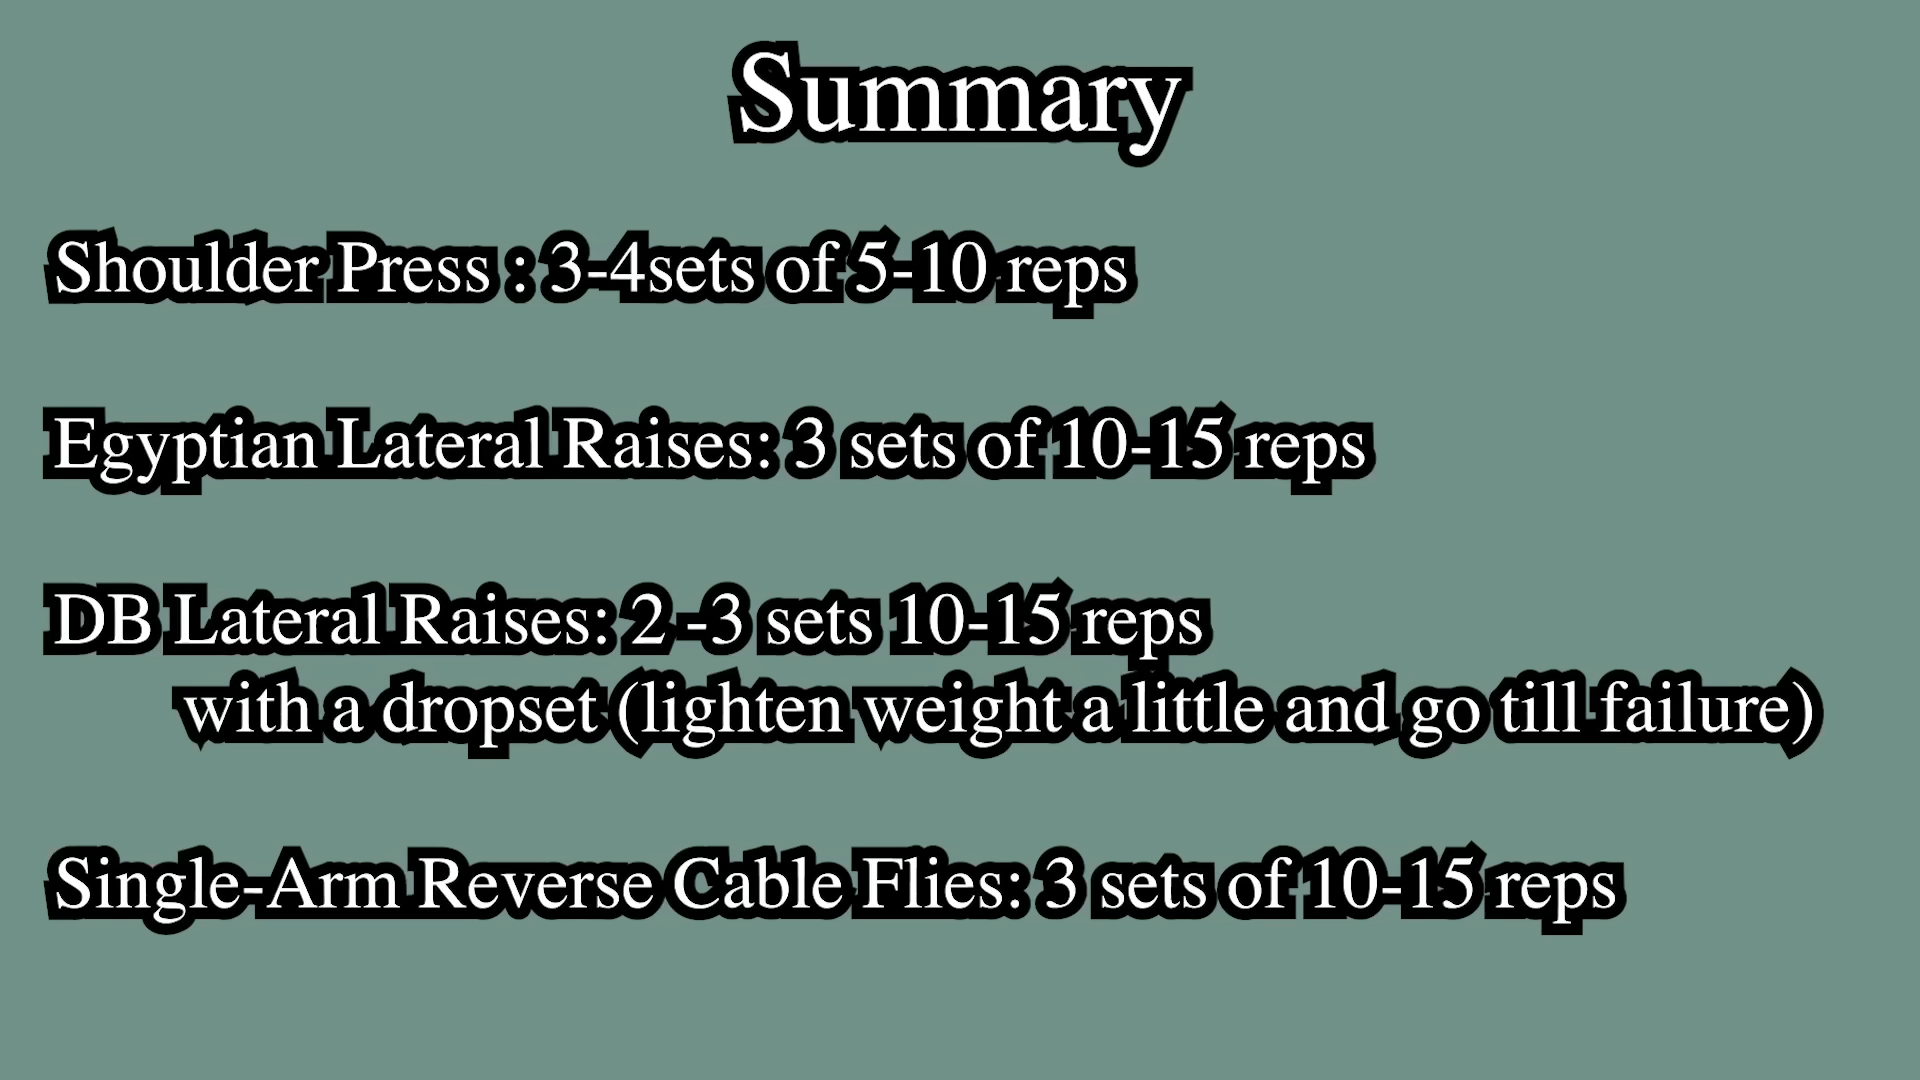 Summary
Shoulder Press : 3-4sets of 5-10 reps
Egyptian Lateral Raises: 3 sets of 10-15 reps
DB Lateral Raises: 2 -3 sets 10-15 reps
with a dropset (lighten weight a little and go till failure)
Single-Arm Reverse Cable Flies: 3 sets of 10-15 reps